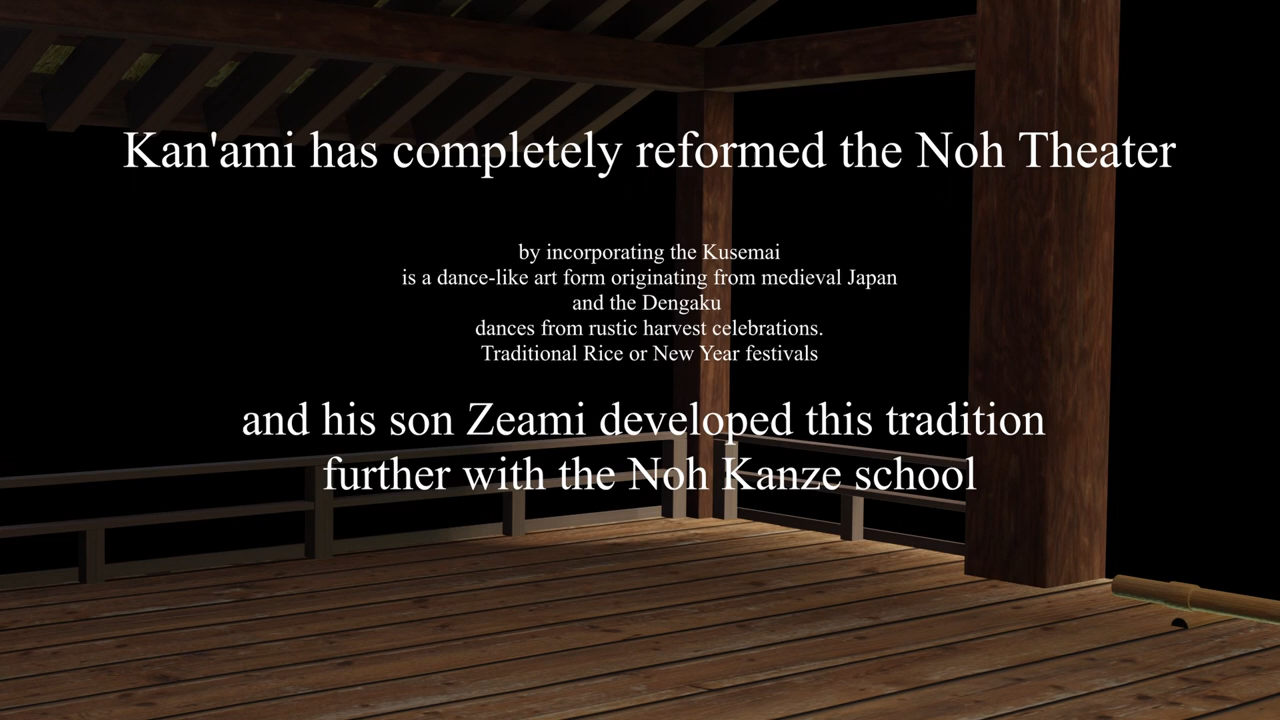 Kan'ami has completely reformed the Noh Theater
by incorporating the Kusemai
is a dance-like art form originating from medieval Japan
and the Dengaku
dances from rustic harvest celebrations.
Traditional Rice or New Year festivals
and his son Zeami developed this tradition
further with the Noh Kanze school